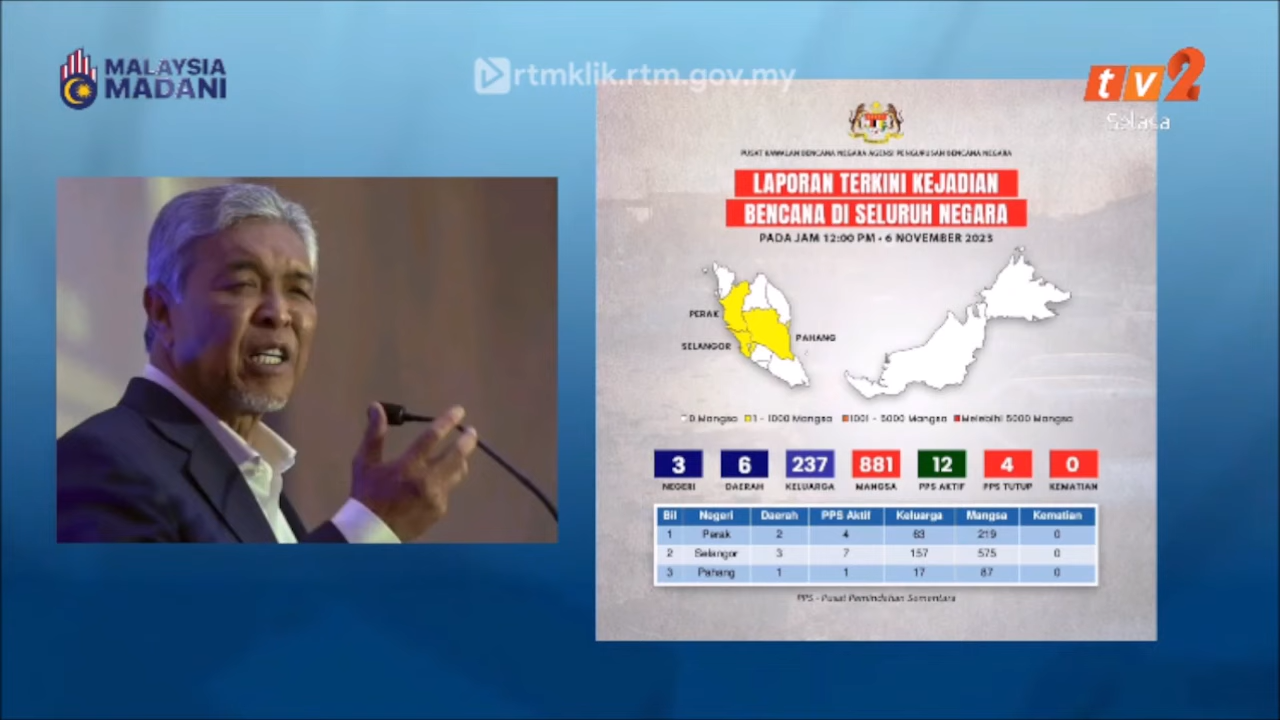 MALAYSIA
MADANI
rtmklik.rtm.gov.my
tv2
Selasa
PUSAT KAWALAN BENCANA NEGARA AGENSI PENGURUSAN BENCANA NEGARA
LAPORAN TERKINI KEJADIAN
BENCANA DI SELURUH NEGARA
PADA JAM 12:00 PM • 6 NOVEMBER 2023
PERAK
SELANGOR
PAHANG
0 Mangsa 1 - 1000 Mangsa 1001 - 5000 Mangsa Melebihi 5000 Mangsa
3 6 237 881 12 4 0
NEGERI DAERAH KELUARGA MANGSA PPS AKTIF PPS TUTUP KEMATIAN
Bil Negeri Daerah PPS Aktif Keluarga Mangsa Kematian
1 Perak 2 4 63 219 0
2 Selangor 3 7 157 575 0
3 Pahang 1 1 17 87 0
PPS - Pusat Pemindahan Sementara